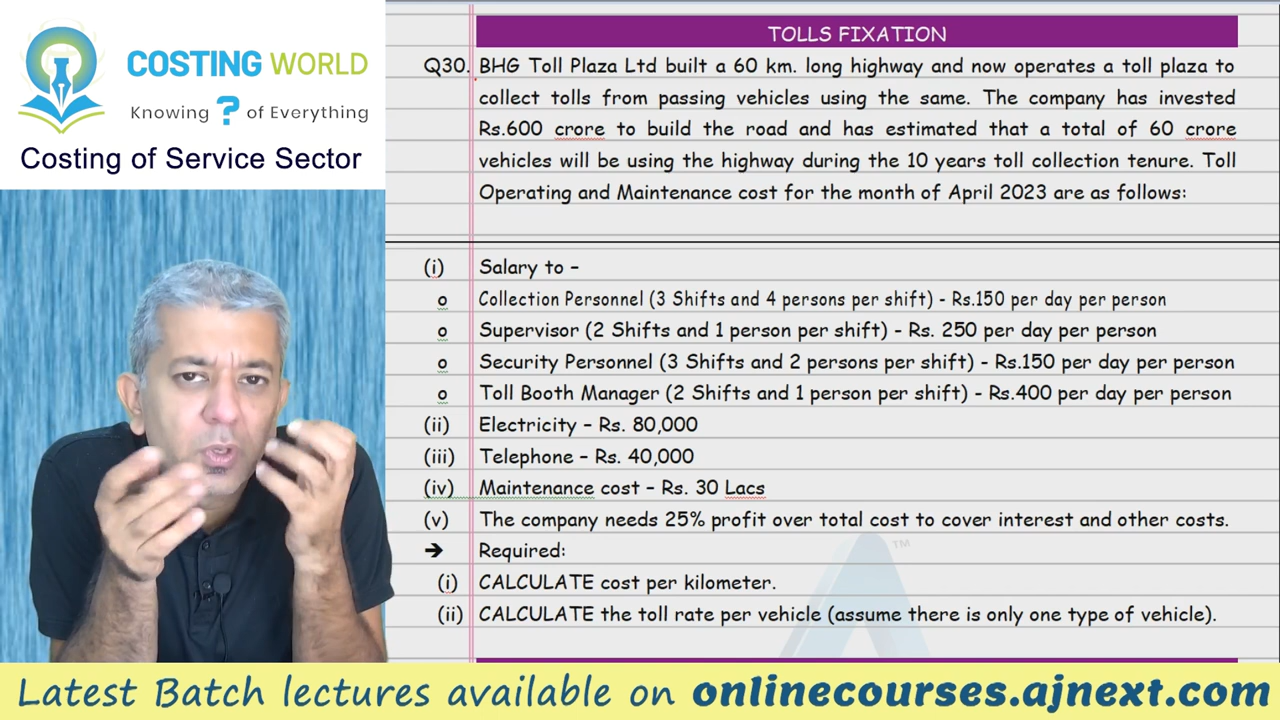 COSTING WORLD
Knowing ? of Everything
Costing of Service Sector
TOLLS FIXATION
Q30. BHG Toll Plaza Ltd built a 60 km. long highway and now operates a toll plaza to
collect tolls from passing vehicles using the same. The company has invested
Rs.600 crore to build the road and has estimated that a total of 60 crore
vehicles will be using the highway during the 10 years toll collection tenure. Toll
Operating and Maintenance cost for the month of April 2023 are as follows:
(i) Salary to –
o Collection Personnel (3 Shifts and 4 persons per shift) - Rs.150 per day per person
o Supervisor (2 Shifts and 1 person per shift) - Rs. 250 per day per person
o Security Personnel (3 Shifts and 2 persons per shift) - Rs.150 per day per person
o Toll Booth Manager (2 Shifts and 1 person per shift) - Rs.400 per day per person
(ii) Electricity – Rs. 80,000
(iii) Telephone – Rs. 40,000
(iv) Maintenance cost – Rs. 30 Lacs
(v) The company needs 25% profit over total cost to cover interest and other costs.
➔ Required:
(i) CALCULATE cost per kilometer.
(ii) CALCULATE the toll rate per vehicle (assume there is only one type of vehicle).
TM
Latest Batch lectures available on onlinecourses.ajnext.com